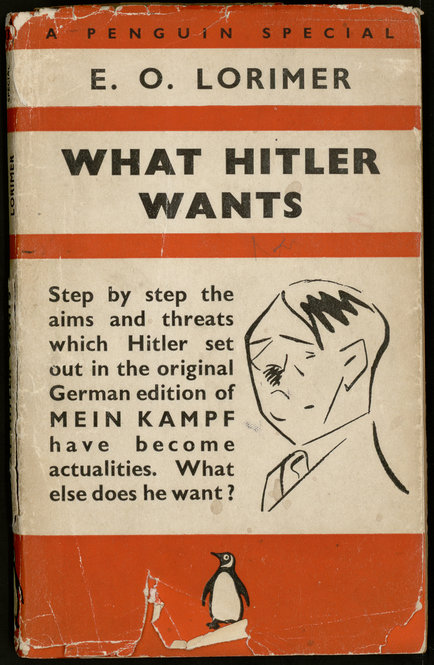 A PENGUIN SPECIAL
E. O. LORIMER
WHAT HITLER
WANTS
LORIMER
Step by step the
aims and threats
which Hitler set
out in the original
German edition of
MEIN KAMPF
have become
actualities. What
else does he want?